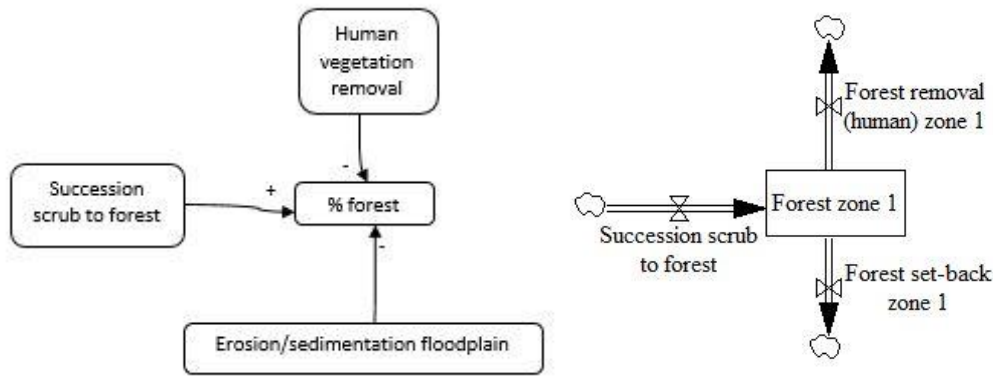 Human
vegetation
removal
-
Succession
scrub to forest
+
% forest
-
Erosion/sedimentation floodplain
Forest removal
(human) zone 1
Forest zone 1
Succession scrub
to forest
Forest set-back
zone 1